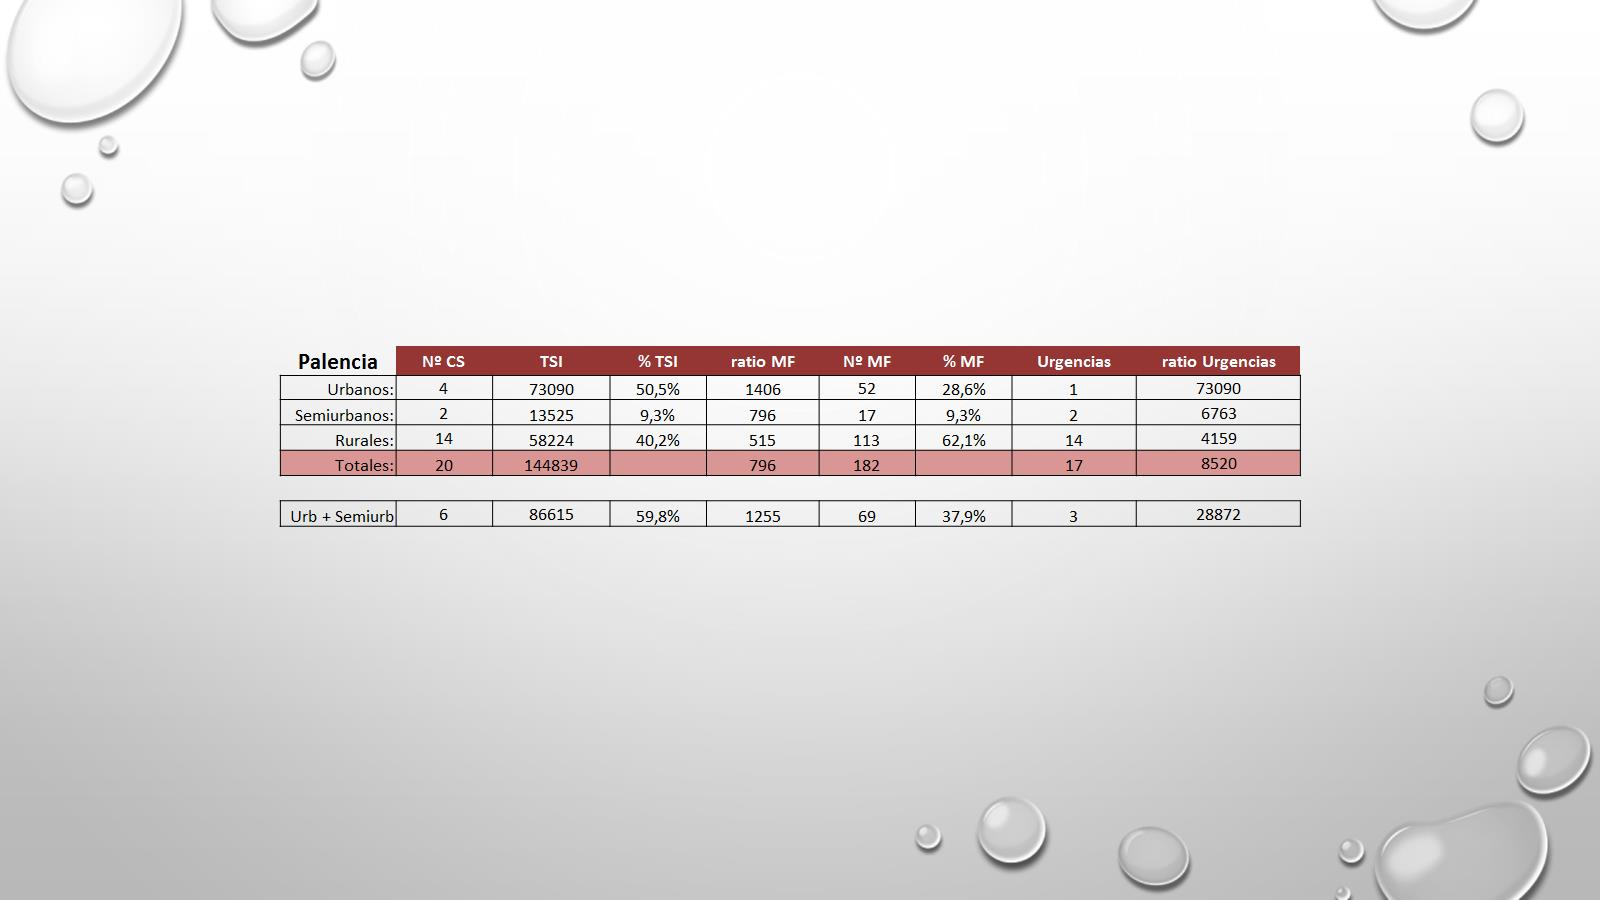 Palencia Nº CS TSI % TSI ratio MF Nº MF % MF Urgencias ratio Urgencias
Urbanos: 4 73090 50,5% 1406 52 28,6% 1 73090
Semiurbanos: 2 13525 9,3% 796 17 9,3% 2 6763
Rurales: 14 58224 40,2% 515 113 62,1% 14 4159
Totales: 20 144839 796 182 17 8520
Urb + Semiurb 6 86615 59,8% 1255 69 37,9% 3 28872